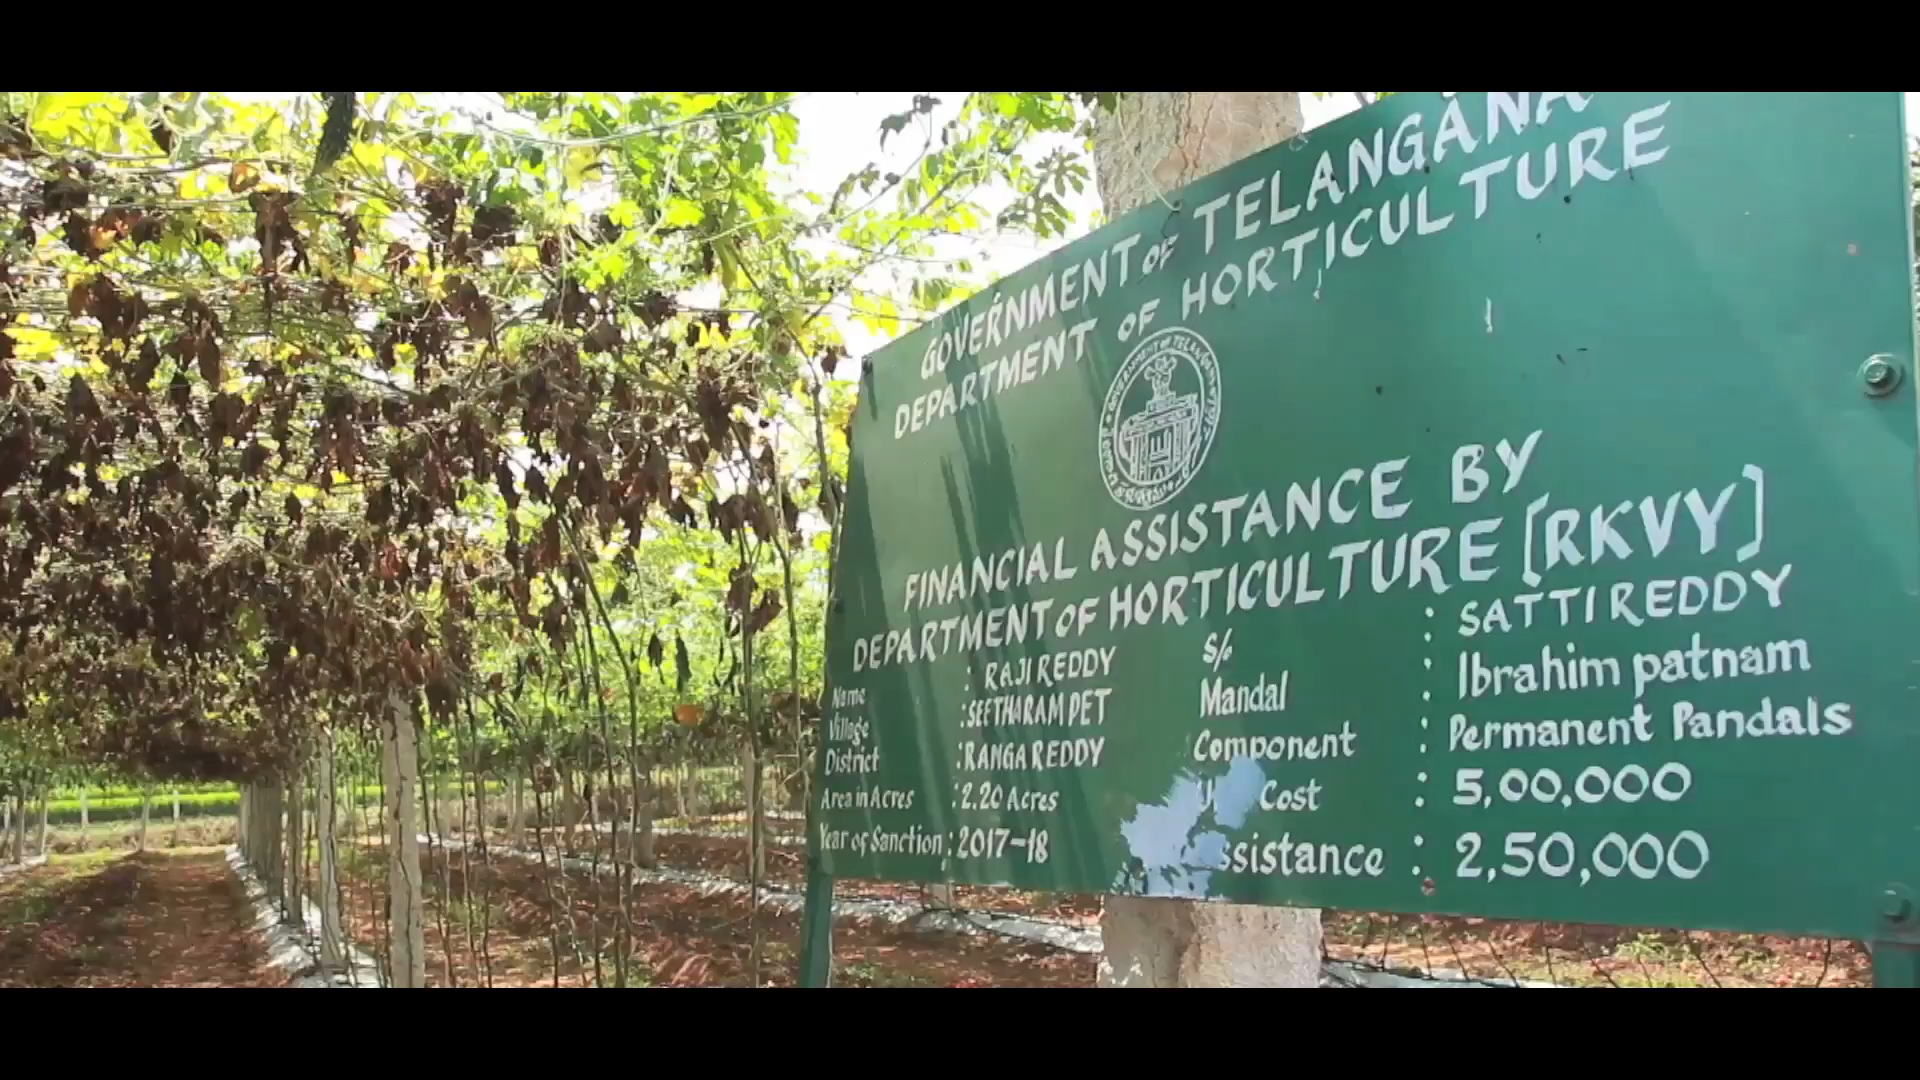 GOVERNMENT OF TELANGANA
DEPARTMENT OF HORTICULTURE
FINANCIAL ASSISTANCE BY
DEPARTMENT OF HORTICULTURE [RKVY]
Name : RAJI REDDY S/o : SATTI REDDY
Village : SEETHARAMPET Mandal : Ibrahim patnam
District : RANGA REDDY Component : Permanent Pandals
Area in Acres : 2.20 Acres Cost : 5,00,000
Year of Sanction : 2017-18 ssistance : 2,50,000